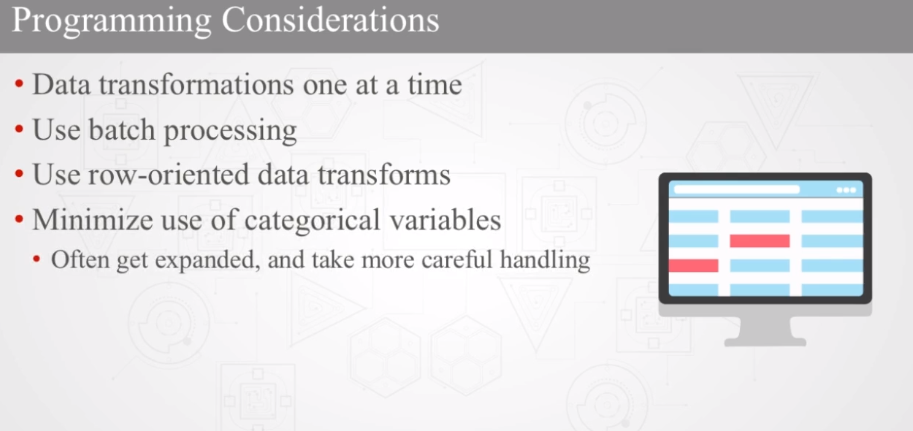 Programming Considerations
• Data transformations one at a time
• Use batch processing
• Use row-oriented data transforms
• Minimize use of categorical variables
• Often get expanded, and take more careful handling